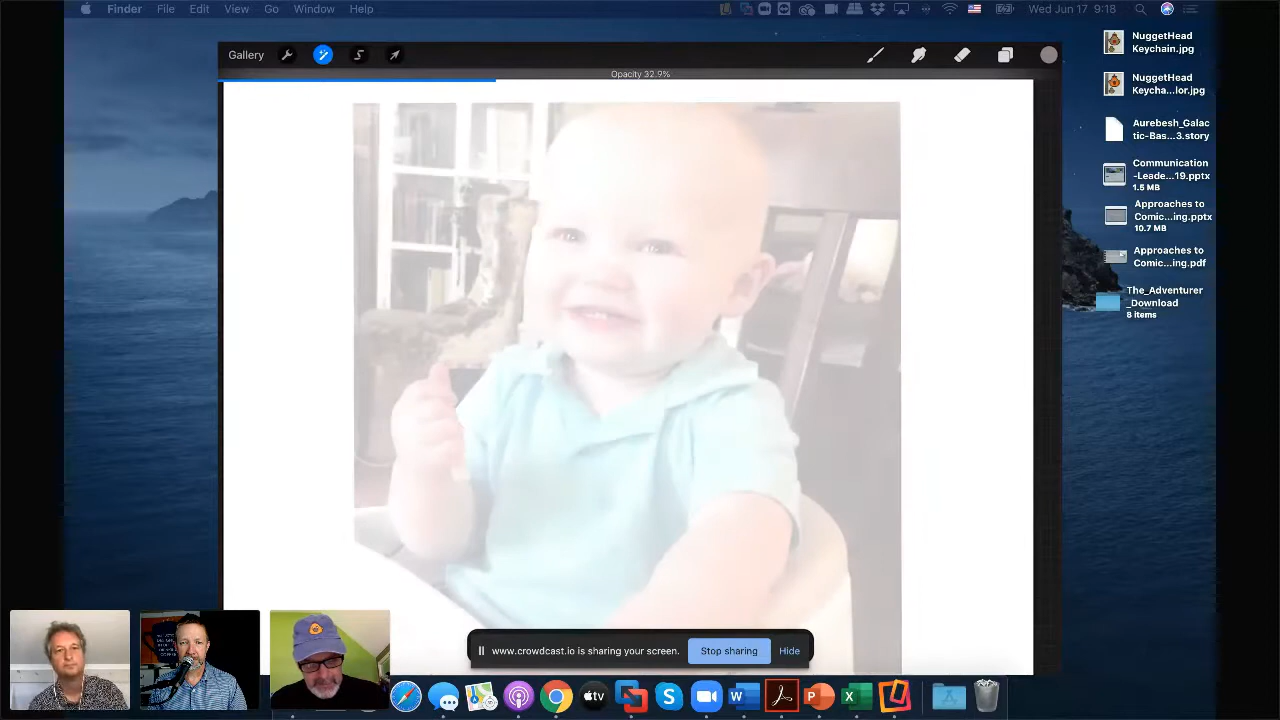 Finder File Edit View Go Window Help Wed Jun 17 9:18
NuggetHead
Keychain.jpg
Gallery
Opacity 32.9%
NuggetHead
Keycha...lor.jpg
Aurebesh_Galac
tic-Bas...3.story
Communication
-Leade...19.pptx
1.5 MB
Approaches to
Comic...ing.pptx
10.7 MB
Approaches to
Comic...ing.pdf
The_Adventurer
_Download
8 items
www.crowdcast.io is sharing your screen. Stop sharing Hide
tv W P X